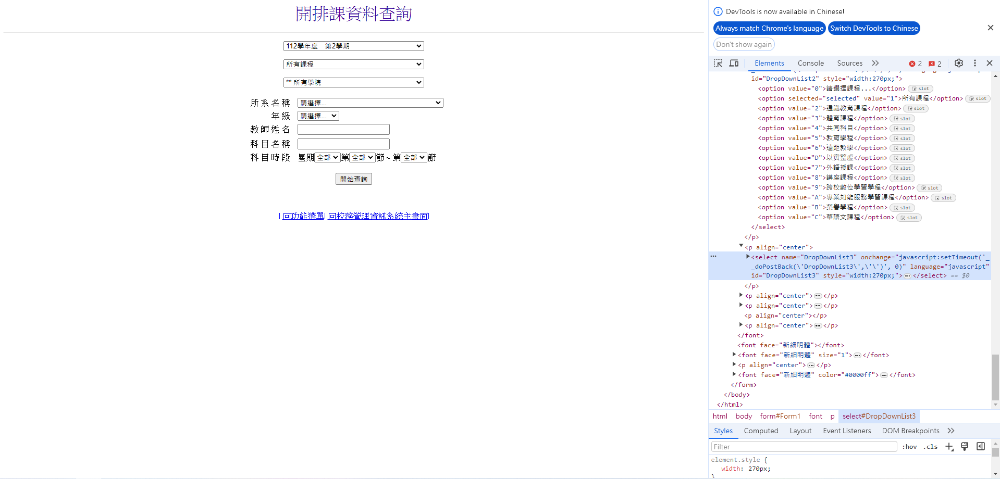 開排課資料查詢
112學年度　第2學期
所有課程
** 所有學院
所系名稱 請選擇...
年級 請選擇...
教師姓名
科目名稱
科目時段 星期 全部 第 全部 節 ~ 第 全部 節
開始查詢
| 回功能選單| 回校務管理資訊系統主畫面|
DevTools is now available in Chinese!
Always match Chrome's language Switch DevTools to Chinese
Don't show again
Elements Console Sources 2 2
id="DropDownList2" style="width:270px;">
<option value="0">請選擇課程...</option> slot
<option selected="selected" value="1">所有課程</option> slot
<option value="2">通識教育課程</option> slot
<option value="3">體育課程</option> slot
<option value="4">共同科目</option> slot
<option value="5">教育學程</option> slot
<option value="6">遠距教學</option> slot
<option value="D">以實整虛</option> slot
<option value="7">外語授課</option> slot
<option value="8">講座課程</option> slot
<option value="9">跨校數位學習學程</option> slot
<option value="A">專業知能服務學習課程</option> slot
<option value="B">榮譽學程</option> slot
<option value="C">華語文課程</option> slot
</select>
</p>
<p align="center">
<select name="DropDownList3" onchange="javascript:setTimeout('_
_doPostBack(\'DropDownList3\',\'\')', 0)" language="javascript"
id="DropDownList3" style="width:270px;">…</select> == $0
</p>
<p align="center">…</p>
<p align="center">…</p>
<p align="center"></p>
<p align="center">…</p>
</font>
<font face="新細明體"></font>
<font face="新細明體" size="1">…</font>
<p align="center">…</p>
<font face="新細明體" color="#0000ff">…</font>
</form>
</body>
</html>
html body form#Form1 font p select#DropDownList3
Styles Computed Layout Event Listeners DOM Breakpoints
Filter :hov .cls
element.style {
width: 270px;
}